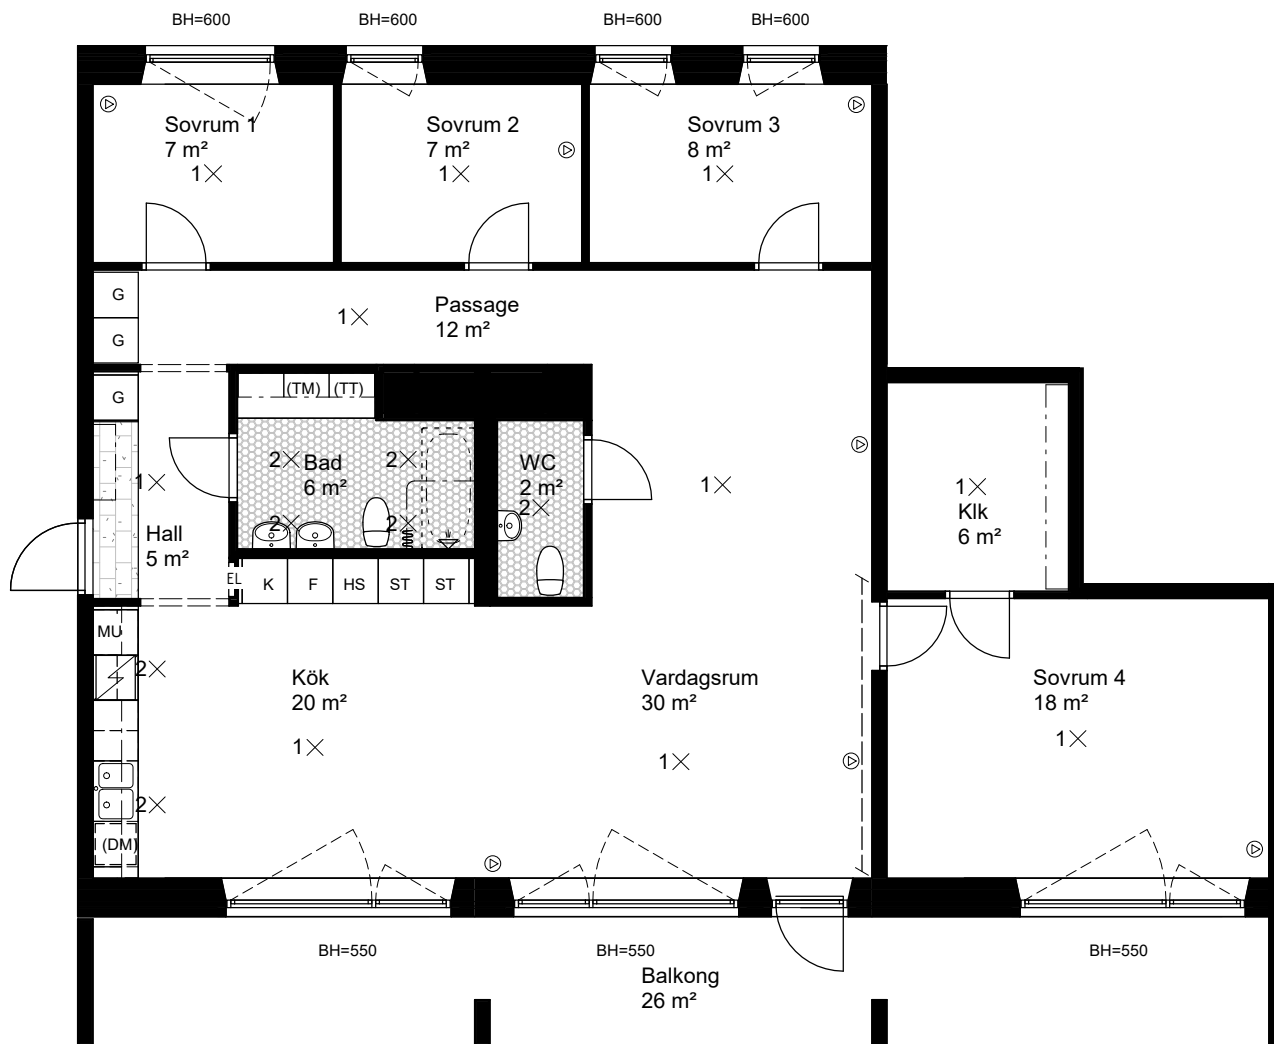 BH=600
BH=600
BH=600
BH=600
Sovrum 1
7 m²
1
Sovrum 2
7 m²
1
Sovrum 3
8 m²
1
G
G
G
1
Passage
12 m²
(TM)
(TT)
2
Bad
6 m²
2
2
2
WC
2 m²
2
1
1
Klk
6 m²
1
Hall
5 m²
EL
K
F
HS
ST
ST
MU
2
Kök
20 m²
1
Vardagsrum
30 m²
1
Sovrum 4
18 m²
1
2
(DM)
BH=550
BH=550
BH=550
Balkong
26 m²